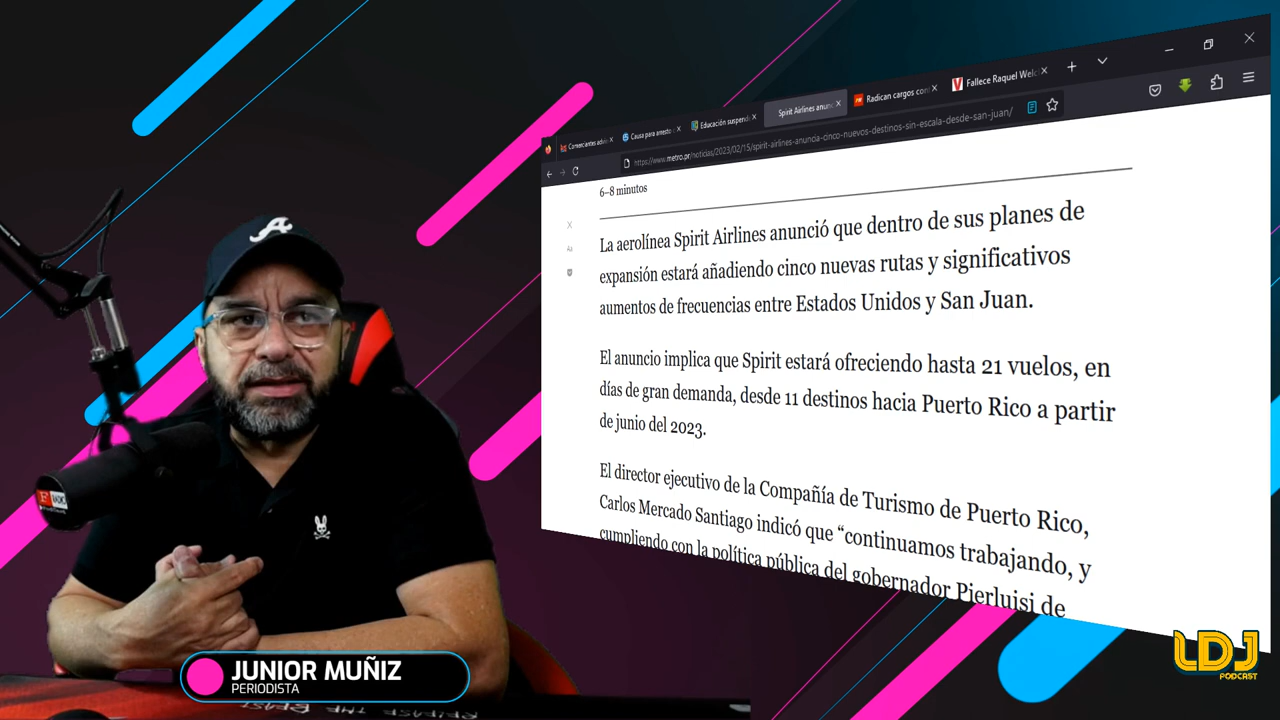 Comerciantes
Causa para arresto
Educación suspend
Spirit Airlines anunc
Radican cargos con
Fallece Raquel Welc
https://www.metro.pr/noticias/2023/02/15/spirit-airlines-anuncia-cinco-nuevos-destinos-sin-escala-desde-san-juan/
6–8 minutos
La aerolínea Spirit Airlines anunció que dentro de sus planes de
expansión estará añadiendo cinco nuevas rutas y significativos
aumentos de frecuencias entre Estados Unidos y San Juan.
El anuncio implica que Spirit estará ofreciendo hasta 21 vuelos, en
días de gran demanda, desde 11 destinos hacia Puerto Rico a partir
de junio del 2023.
El director ejecutivo de la Compañía de Turismo de Puerto Rico,
Carlos Mercado Santiago indicó que “continuamos trabajando, y
cumpliendo con la política pública del gobernador Pierluisi de
A
F
RADIO
JUNIOR MUÑIZ
PERIODISTA
RELEASE THE BEAST
LDJ
PODCAST